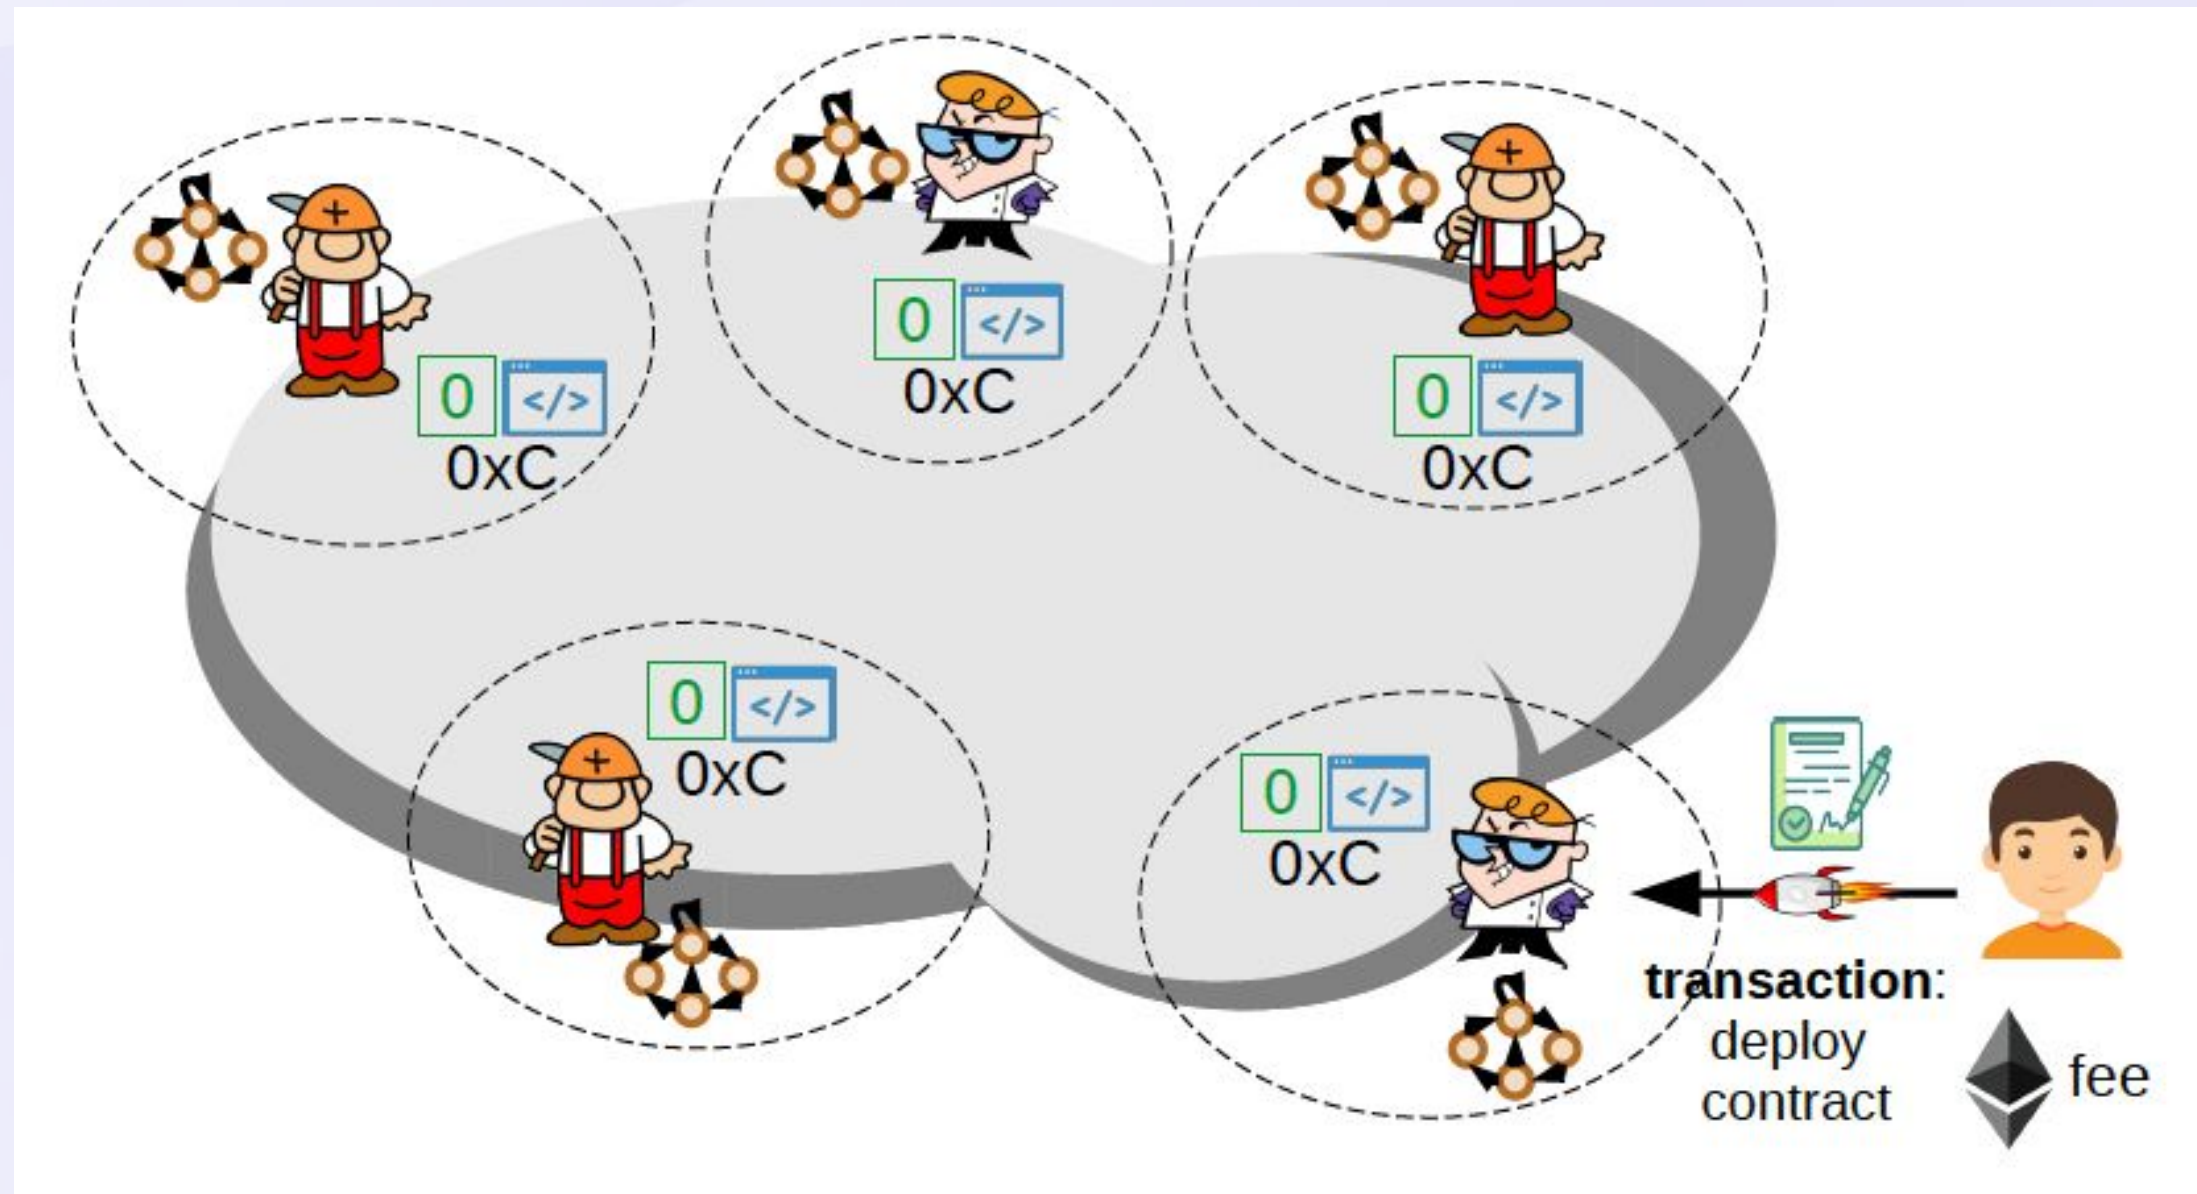 0 </>
0xC
0 </>
0xC
0 </>
0xC
0 </>
0xC
0 </>
0xC
transaction:
deploy
contract
fee